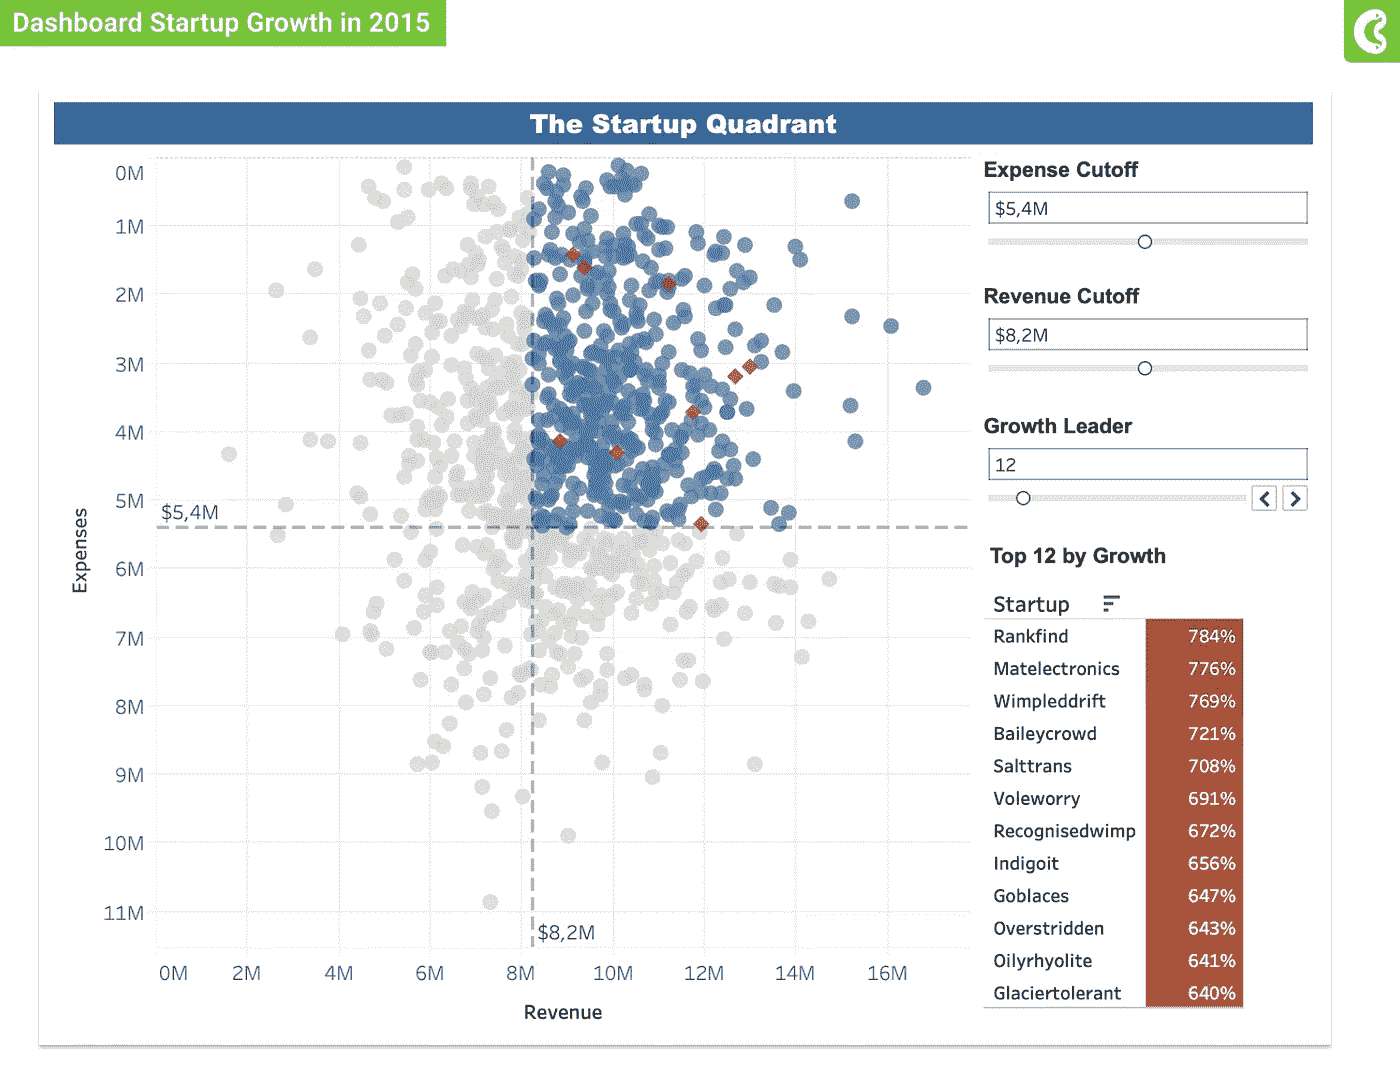 Dashboard Startup Growth in 2015
The Startup Quadrant
0M
1M
2M
3M
4M
5M
6M
7M
8M
9M
10M
11M
Expenses
$5,4M
$8,2M
0M 2M 4M 6M 8M 10M 12M 14M 16M
Revenue
Expense Cutoff
$5,4M
Revenue Cutoff
$8,2M
Growth Leader
12
Top 12 by Growth
Startup
Rankfind 784%
Matelectronics 776%
Wimpleddrift 769%
Baileycrowd 721%
Salttrans 708%
Voleworry 691%
Recognisedwimp 672%
Indigoit 656%
Goblaces 647%
Overstridden 643%
Oilyrhyolite 641%
Glaciertolerant 640%